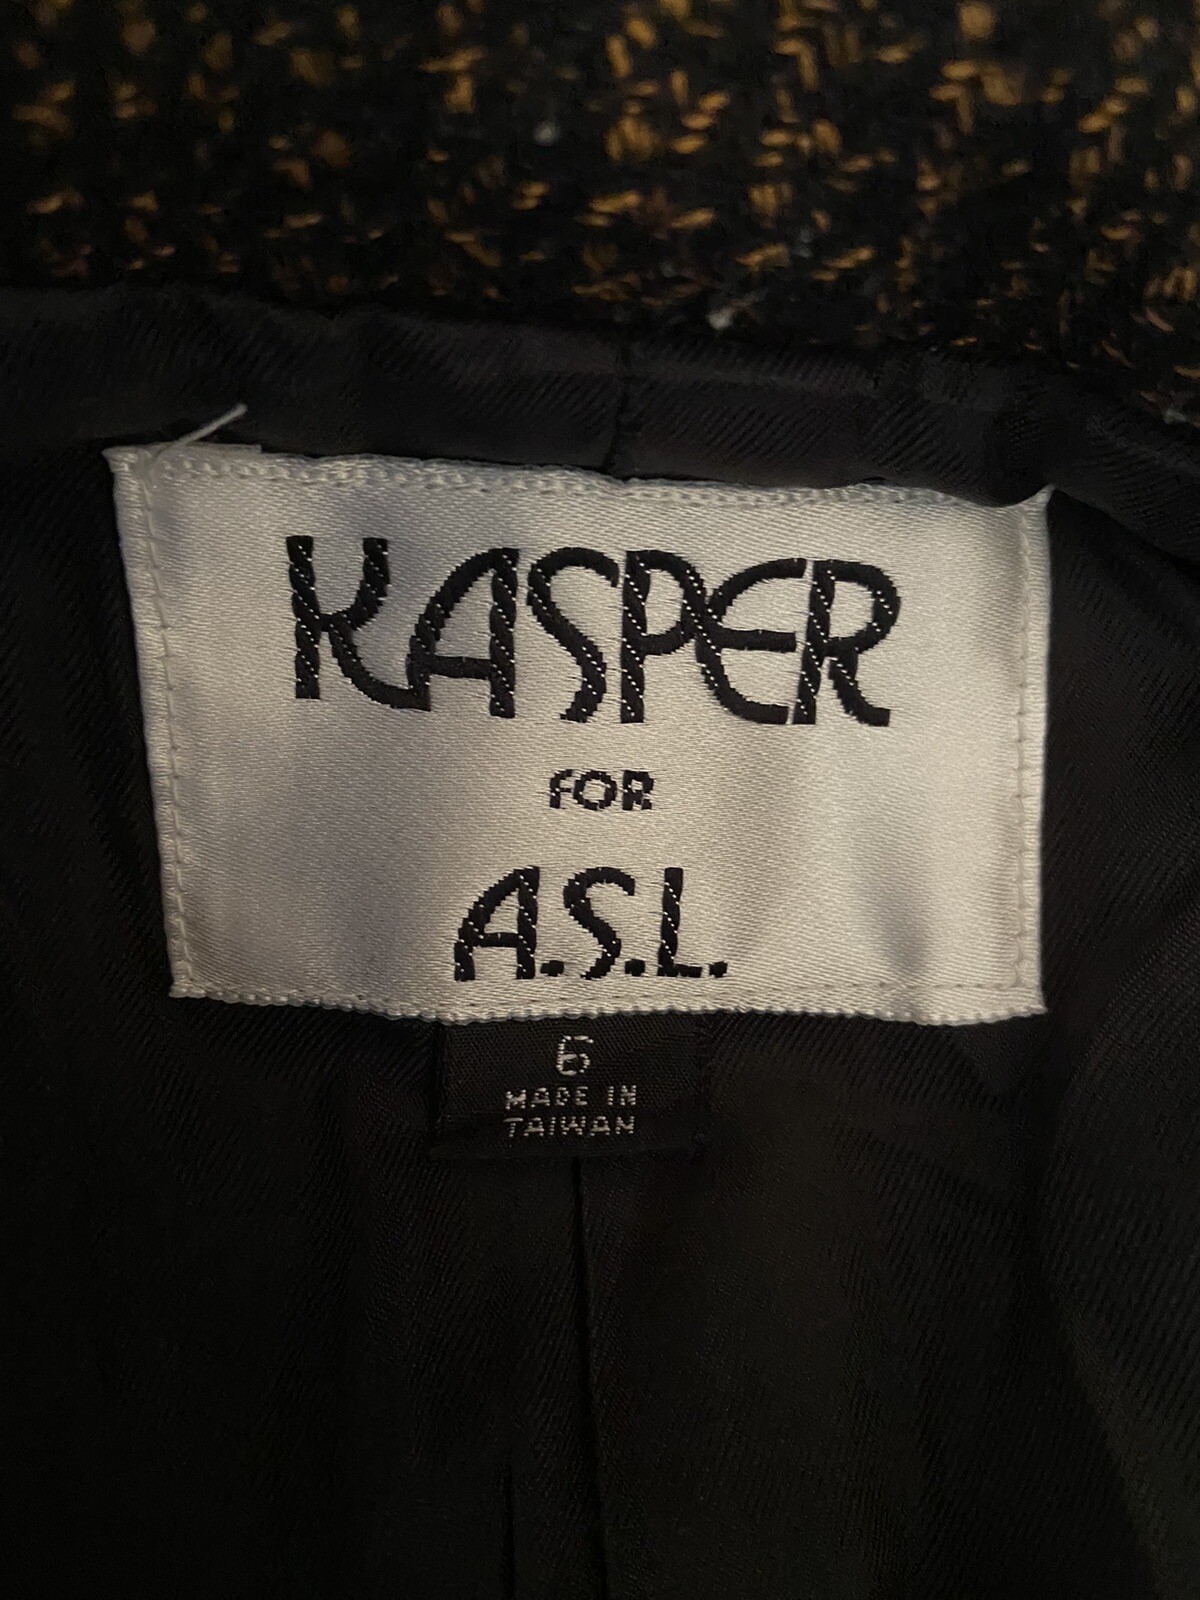 KASPER
FOR
A.S.L.
6
MADE IN
TAIWAN